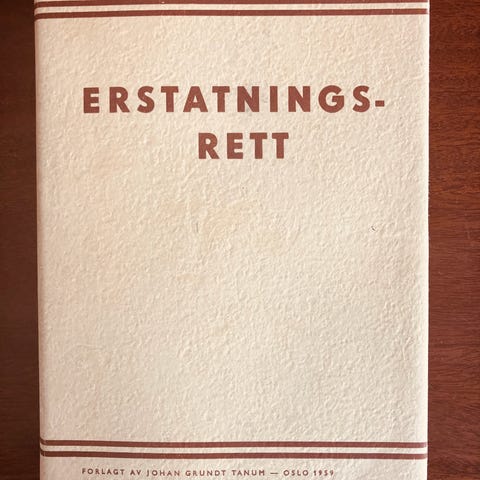 ERSTATNINGS-
RETT
FORLAGT AV JOHAN GRUNDT TANUM — OSLO 1959